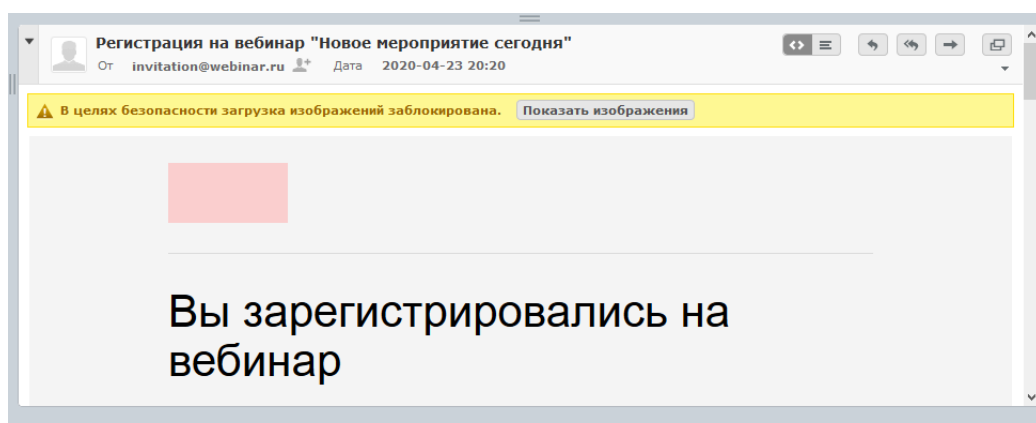 Регистрация на вебинар "Новое мероприятие сегодня"
От invitation@webinar.ru Дата 2020-04-23 20:20
В целях безопасности загрузка изображений заблокирована. Показать изображения
Вы зарегистрировались на
вебинар